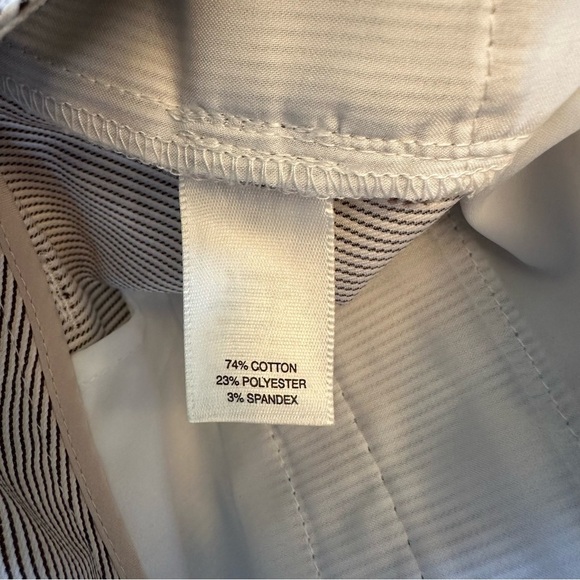 74% COTTON
23% POLYESTER
3% SPANDEX